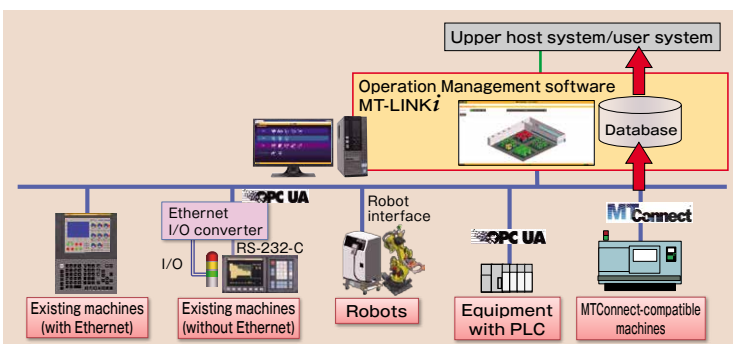 Upper host system/user system
Operation Management software
MT-LINKi
Database
OPC UA
Ethernet
I/O converter
I/O
RS-232-C
Robot
interface
OPC UA
MTConnect
Existing machines
(with Ethernet)
Existing machines
(without Ethernet)
Robots
Equipment
with PLC
MTConnect-compatible
machines